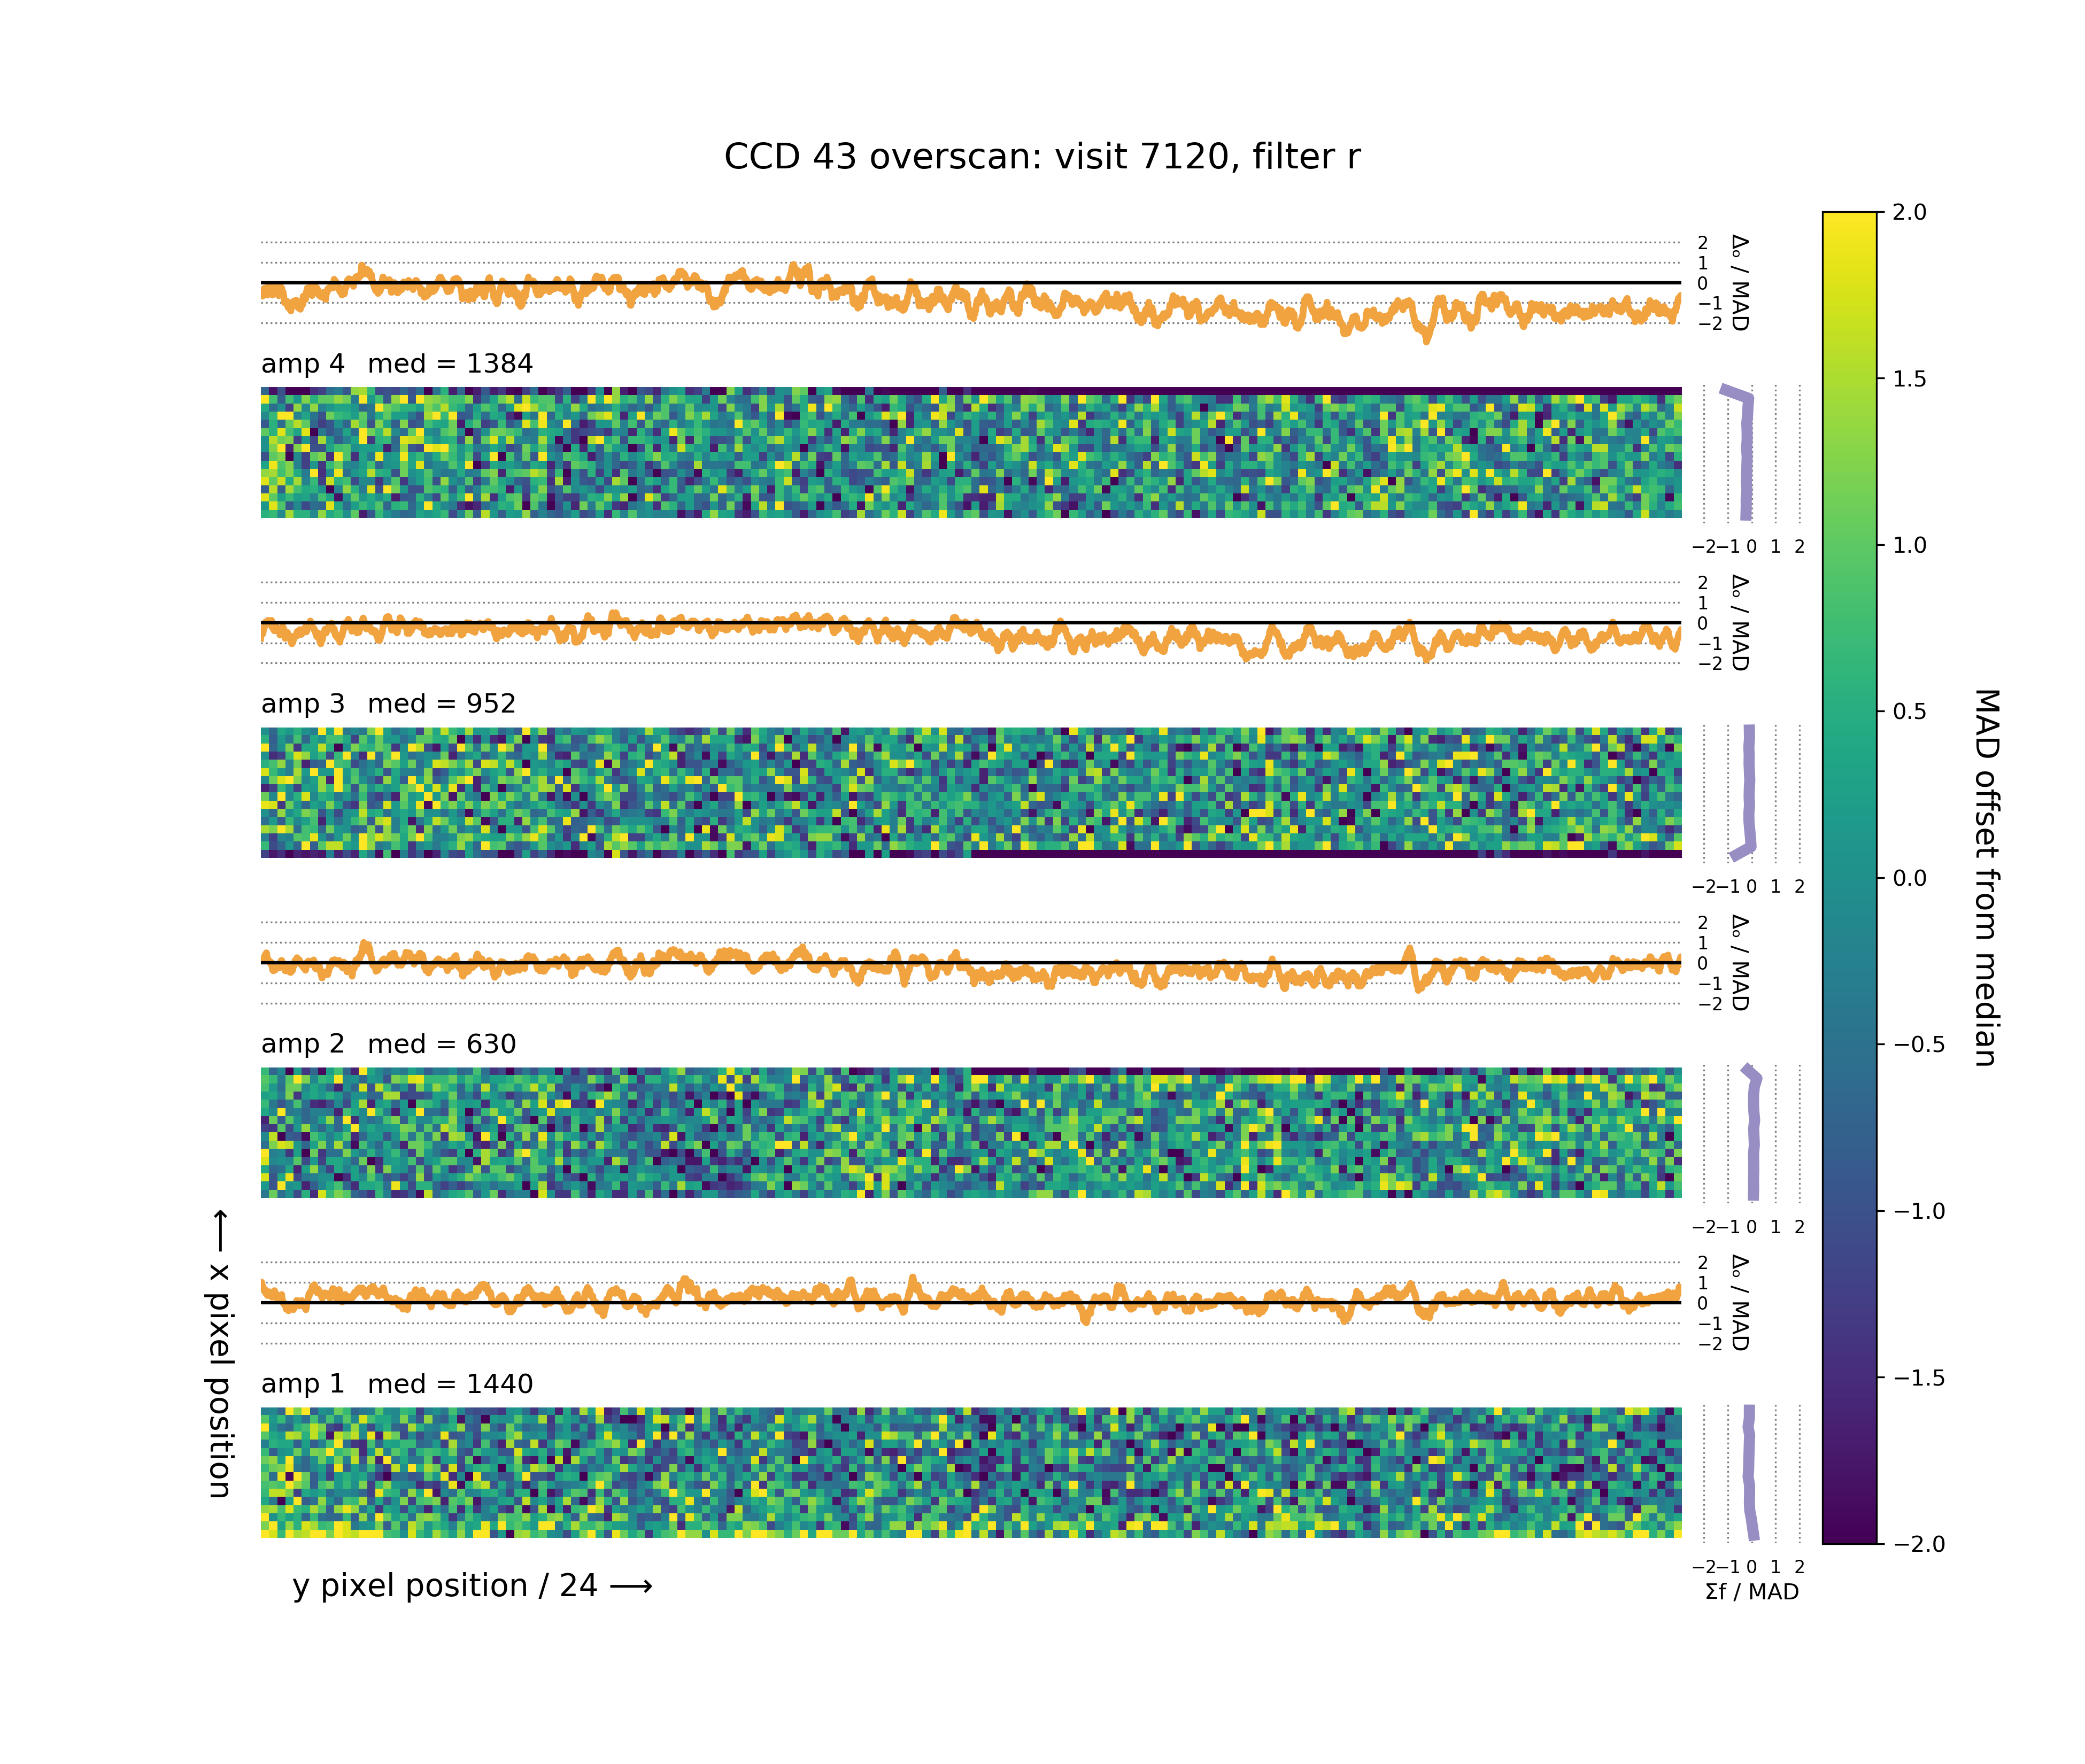 CCD 43 overscan: visit 7120, filter r
2
1
0
−1
−2
Δₒ / MAD
amp 4 med = 1384
−2 −1 0 1 2
2
1
0
−1
−2
Δₒ / MAD
amp 3 med = 952
−2 −1 0 1 2
2
1
0
−1
−2
Δₒ / MAD
amp 2 med = 630
−2 −1 0 1 2
2
1
0
−1
−2
Δₒ / MAD
amp 1 med = 1440
−2 −1 0 1 2
Σf / MAD
x pixel position ⟶
y pixel position / 24 ⟶
2.0
1.5
1.0
0.5
0.0
−0.5
−1.0
−1.5
−2.0
MAD offset from median